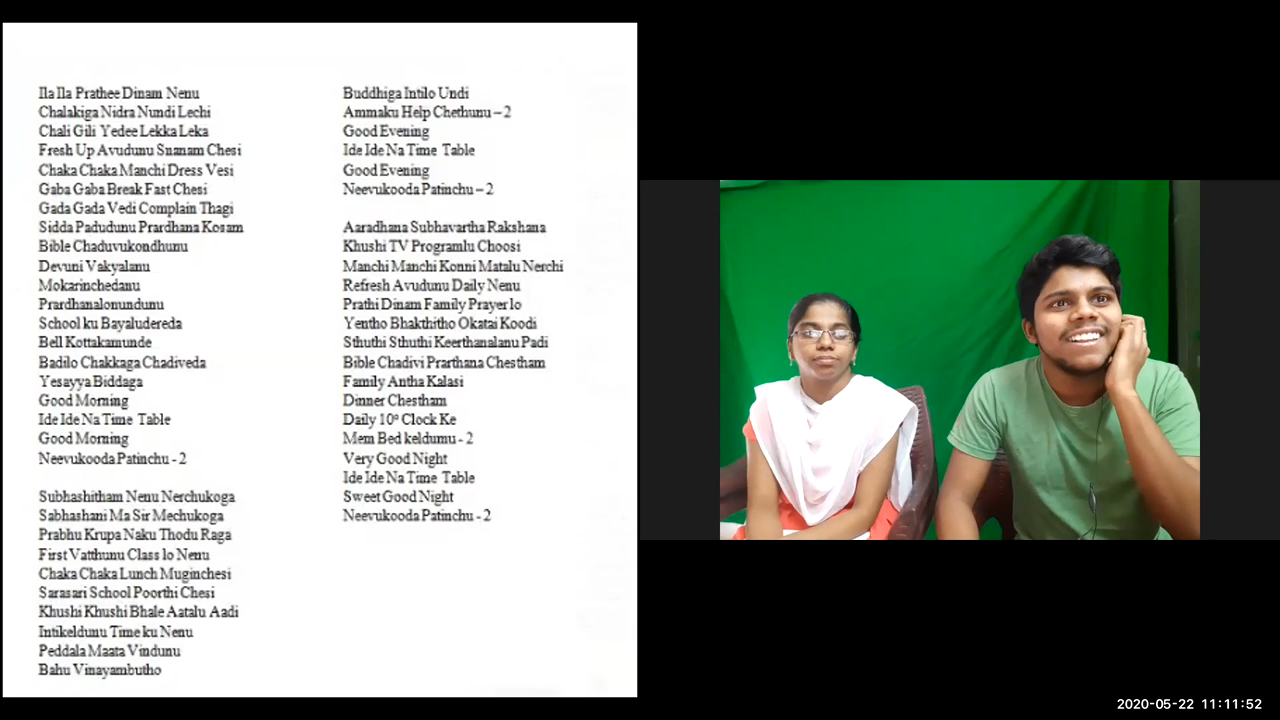 Ila Ila Prathee Dinam Nenu
Chalakiga Nidra Nundi Lechi
Chali Gili Yedee Lekka Leka
Fresh Up Avudunu Snanam Chesi
Chaka Chaka Manchi Dress Vesi
Gaba Gaba Break Fast Chesi
Gada Gada Vedi Complain Thagi
Sidda Padudunu Prardhana Kosam
Bible Chaduvukondhunu
Devuni Vakyalanu
Mokarinchedanu
Prardhanalonundunu
School ku Bayaludereda
Bell Kottakamunde
Badilo Chakkaga Chadiveda
Yesayya Biddaga
Good Morning
Ide Ide Na Time Table
Good Morning
Neevukooda Patinchu - 2
Subhashitham Nenu Nerchukoga
Sabhashani Ma Sir Mechukoga
Prabhu Krupa Naku Thodu Raga
First Vatthunu Class lo Nenu
Chaka Chaka Lunch Muginchesi
Sarasari School Poorthi Chesi
Khushi Khushi Bhale Aatalu Aadi
Intikeldunu Time ku Nenu
Peddala Maata Vindunu
Bahu Vinayambutho
Buddhiga Intilo Undi
Ammaku Help Chethunu – 2
Good Evening
Ide Ide Na Time Table
Good Evening
Neevukooda Patinchu – 2
Aaradhana Subhavartha Rakshana
Khushi TV Programlu Choosi
Manchi Manchi Konni Matalu Nerchi
Refresh Avudunu Daily Nenu
Prathi Dinam Family Prayer lo
Yentho Bhakthitho Okatai Koodi
Sthuthi Sthuthi Keerthanalanu Padi
Bible Chadivi Prarthana Chestham
Family Antha Kalasi
Dinner Chestham
Daily 10º Clock Ke
Mem Bed keldumu - 2
Very Good Night
Ide Ide Na Time Table
Sweet Good Night
Neevukooda Patinchu - 2
2020-05-22 11:11:52